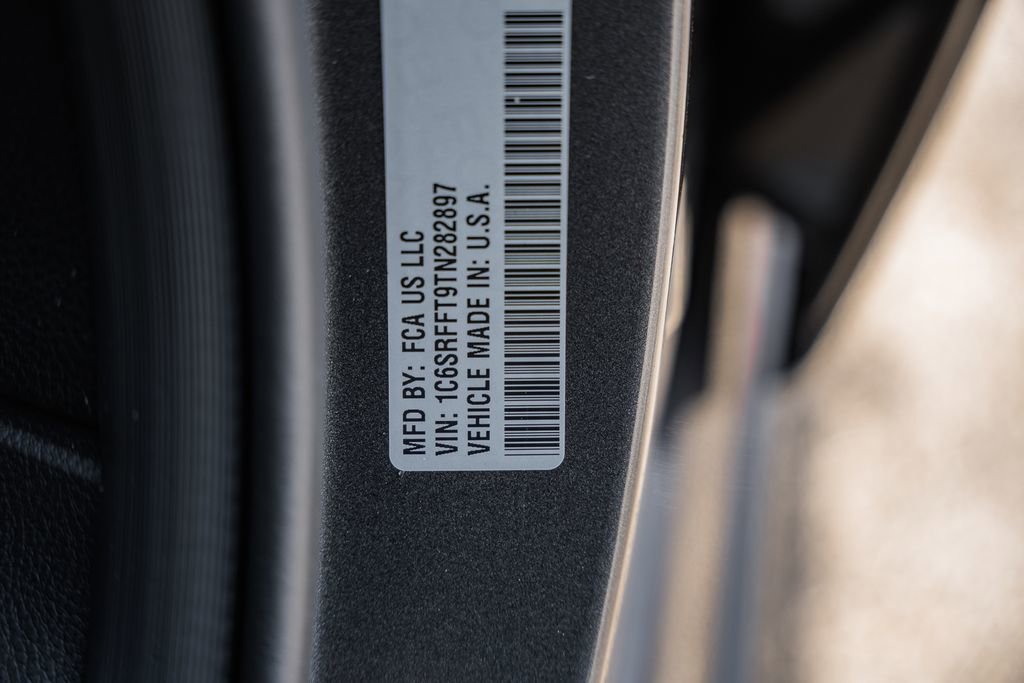 MFD BY: FCA US LLC
VIN: 1C6SRFFT9TN282897
VEHICLE MADE IN: U.S.A.